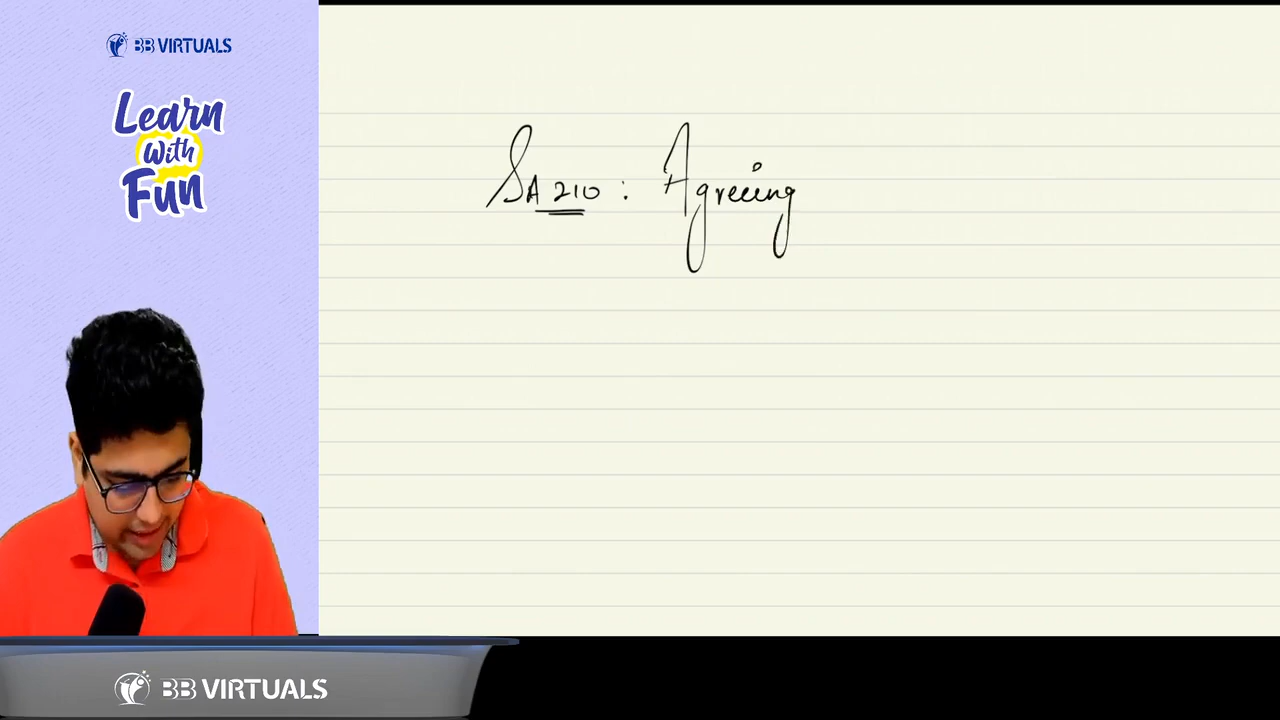 BB VIRTUALS
Learn
With
Fun
SA 210 : Agreeing
BB VIRTUALS